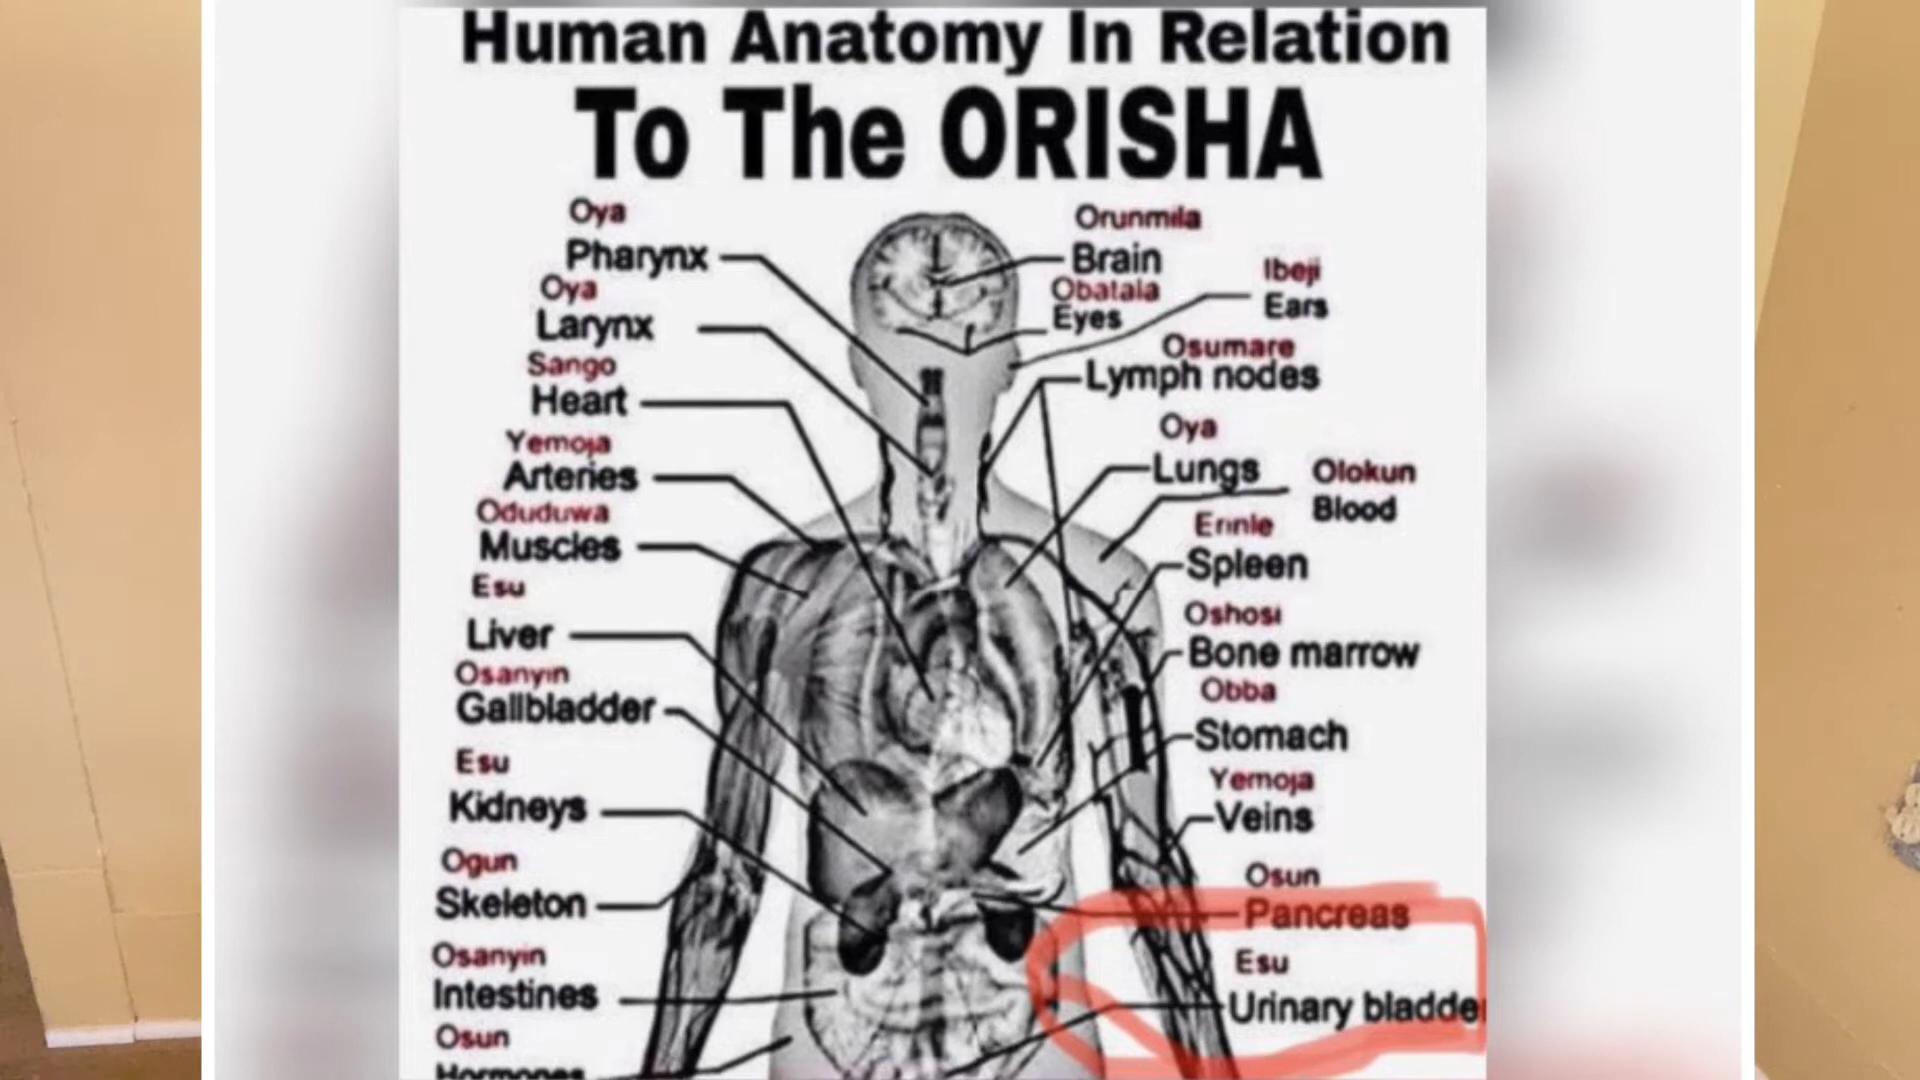 Human Anatomy In Relation
To The ORISHA
Oya
Pharynx
Oya
Larynx
Sango
Heart
Yemoja
Arteries
Oduduwa
Muscles
Esu
Liver
Osanyin
Gallbladder
Esu
Kidneys
Ogun
Skeleton
Osanyin
Intestines
Osun
Hormones
Orunmila
Brain
Obatala
Eyes
Ibeji
Ears
Osumare
Lymph nodes
Oya
Lungs
Olokun
Blood
Erinle
Spleen
Oshosi
Bone marrow
Obba
Stomach
Yemoja
Veins
Osun
Pancreas
Esu
Urinary bladde